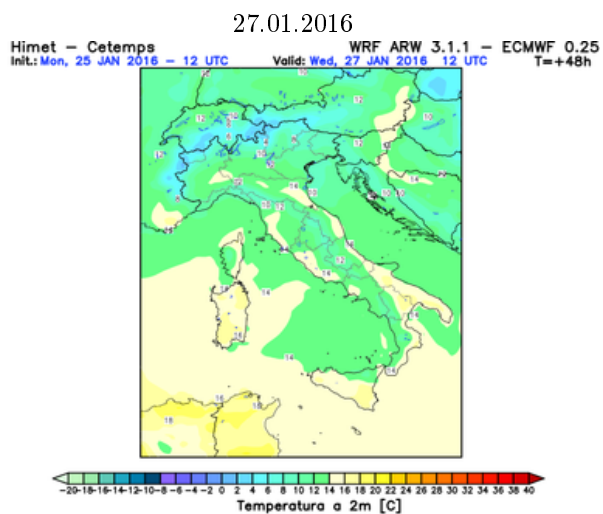 27.01.2016
Himet - Cetemps WRF ARW 3.1.1 - ECMWF 0.25
Init.: Mon, 25 JAN 2016 - 12 UTC Valid: Wed, 27 JAN 2016 12 UTC T=+48h
-20-18-16-14-12-10-8 -6 -4 -2 0 2 4 6 8 10 12 14 16 18 20 22 24 26 28 30 32 34 36 38 40
Temperatura a 2m [C]